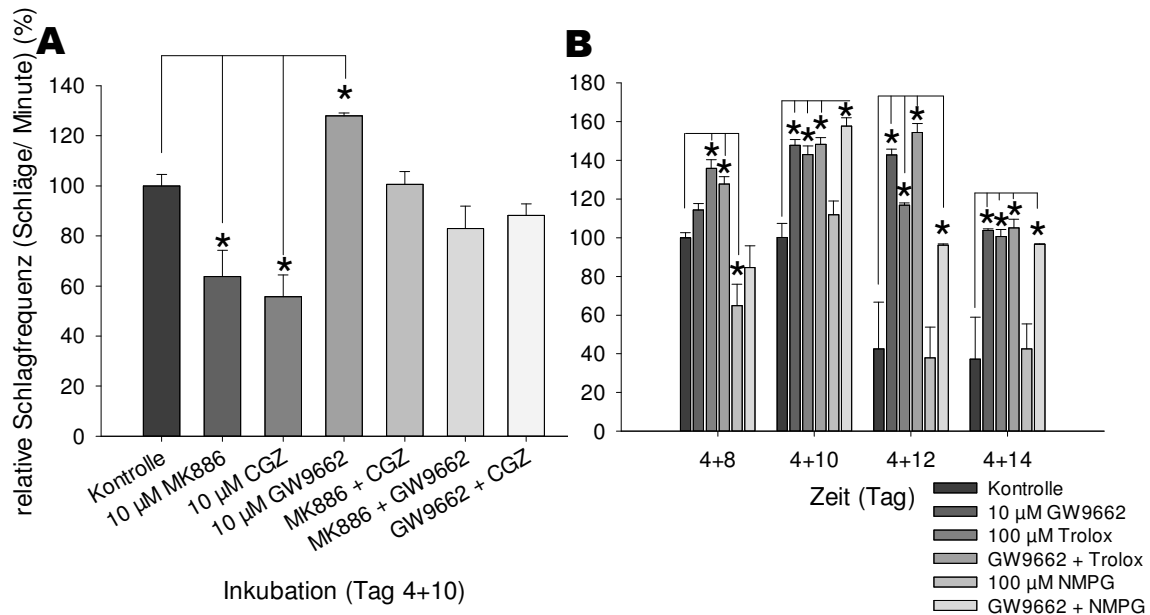 A
relative Schlagfrequenz (Schläge/ Minute) (%)
140
120
100
80
60
40
20
0
*
*
*
Kontrolle
10 µM MK886
10 µM CGZ
10 µM GW9662
MK886 + CGZ
MK886 + GW9662
GW9662 + CGZ
Inkubation (Tag 4+10)
B
180
160
140
120
100
80
60
40
20
0
* * *
* * * *
* * * *
* * * *
4+8 4+10 4+12 4+14
Zeit (Tag)
Kontrolle
10 µM GW9662
100 µM Trolox
GW9662 + Trolox
100 µM NMPG
GW9662 + NMPG